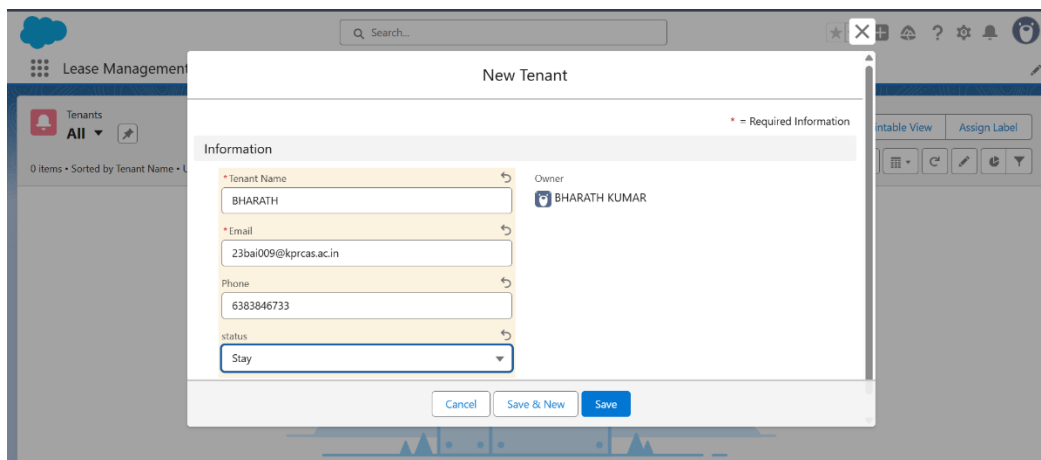 Search...
Lease Management
New Tenant
* = Required Information
Tenants
All
intable View
Assign Label
0 items • Sorted by Tenant Name • U
Information
*Tenant Name
BHARATH
Owner
BHARATH KUMAR
*Email
23bai009@kprcas.ac.in
Phone
6383846733
status
Stay
Cancel
Save & New
Save